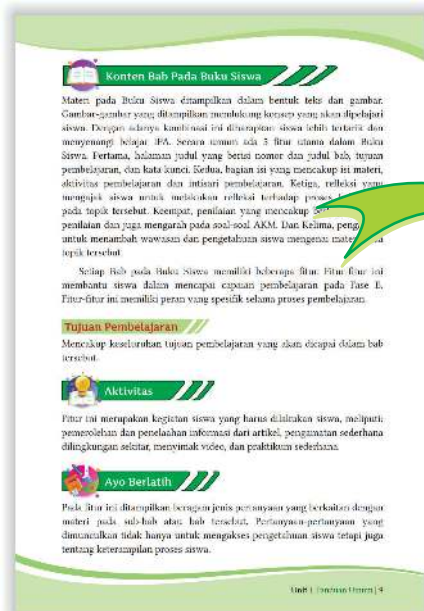 Konten Bab Pada Buku Siswa
Materi pada Buku Siswa ditampilkan dalam bentuk teks dan gambar.
Gambar-gambar yang ditampilkan mendukung konsep yang akan dipelajari
siswa. Dengan adanya kombinasi ini diharapkan siswa lebih tertarik dan
menyenangi belajar IPA. Secara umum ada 5 fitur utama dalam Buku
Siswa. Pertama, halaman judul yang berisi nomor dan judul bab, tujuan
pembelajaran, dan kata kunci. Kedua, bagian isi yang mencakup isi materi,
aktivitas pembelajaran dan intisari pembelajaran. Ketiga, refleksi yang
mengajak siswa untuk melakukan refleksi terhadap proses
pada topik tersebut. Keempat, penilaian yang mencakup
penilaian dan juga mengarah pada soal-soal AKM. Dan Kelima,
untuk menambah wawasan dan pengetahuan siswa mengenai
topik tersebut.
Setiap Bab pada Buku Siswa memiliki beberapa fitur. Fitur-fitur ini
membantu siswa dalam mencapai capaian pembelajaran pada Fase E.
Fitur-fitur ini memiliki peran yang spesifik selama proses pembelajaran.
Tujuan Pembelajaran
Mencakup keseluruhan tujuan pembelajaran yang akan dicapai dalam bab
tersebut.
Aktivitas
Fitur ini merupakan kegiatan siswa yang harus dilakukan siswa, meliputi:
pemerolehan dan penelaahan informasi dari artikel, pengamatan sederhana
dilingkungan sekitar, menyimak video, dan praktikum sederhana.
Ayo Berlatih
Pada fitur ini ditampilkan beragam jenis pertanyaan yang berkaitan dengan
materi pada sub-bab atau bab tersebut. Pertanyaan-pertanyaan yang
dimunculkan tidak hanya untuk mengakses pengetahuan siswa tetapi juga
tentang keterampilan proses siswa.
Unit 1 Panduan Umum | 9